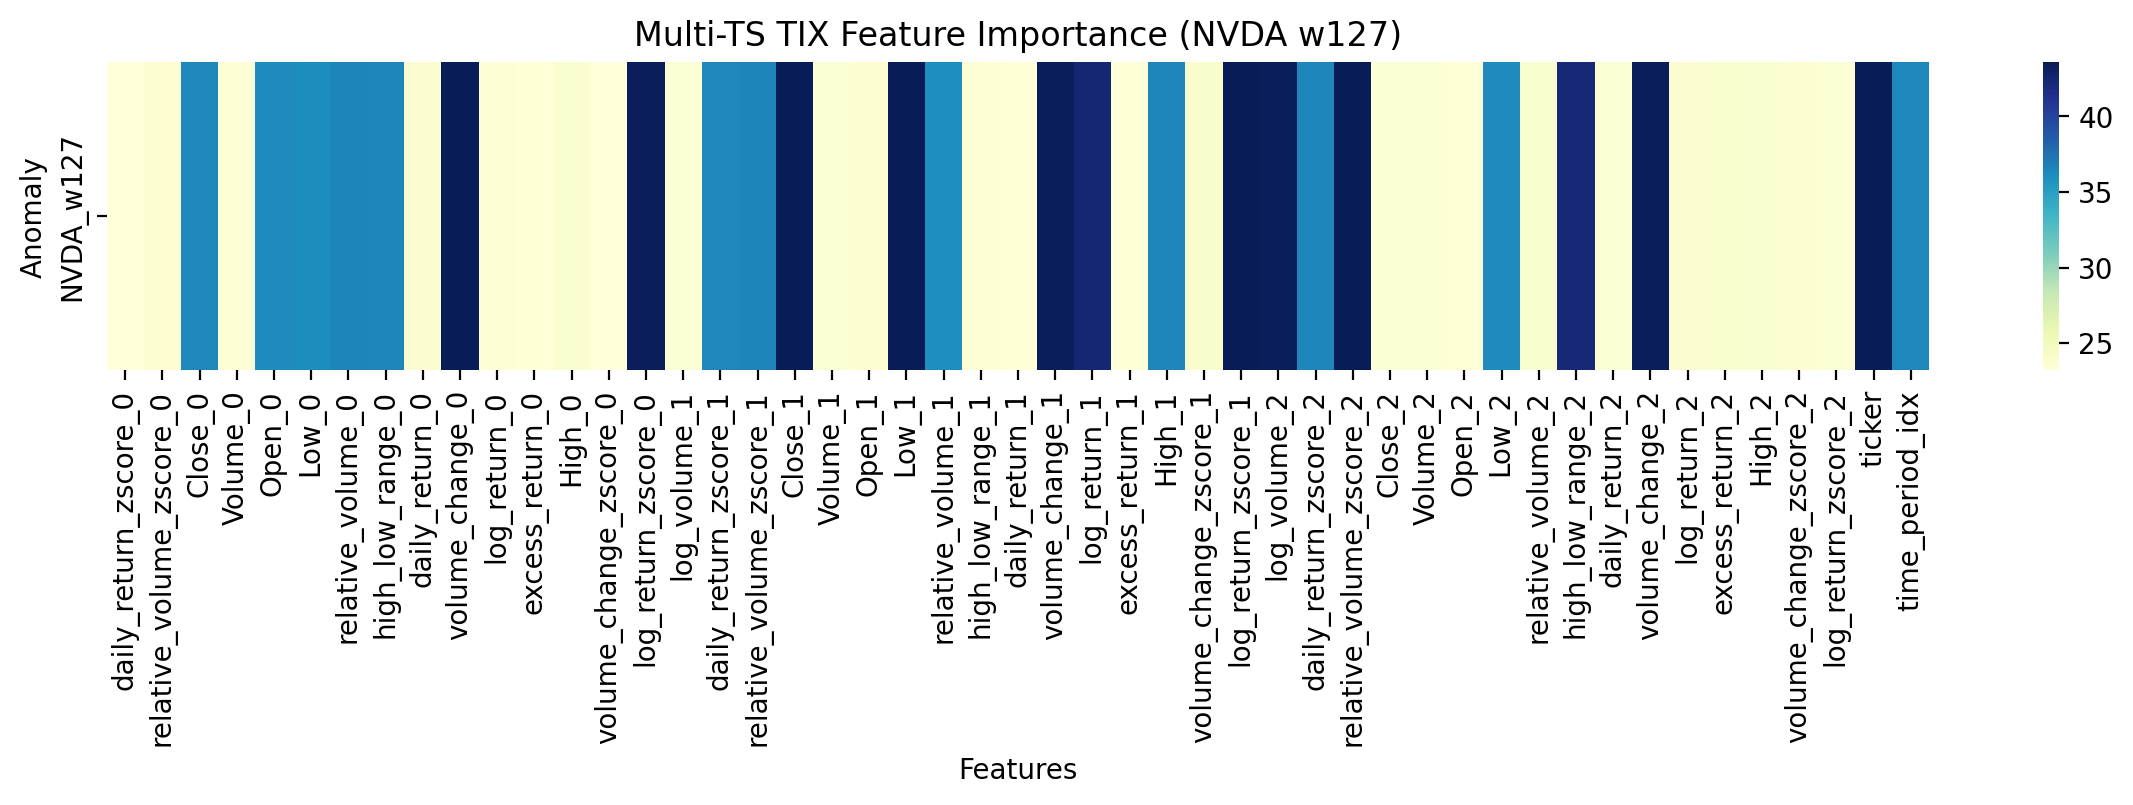 Multi-TS TIX Feature Importance (NVDA w127)
Anomaly
NVDA_w127
40
35
30
25
daily_return_zscore_0
relative_volume_zscore_0
Close_0
Volume_0
Open_0
Low_0
relative_volume_0
high_low_range_0
daily_return_0
volume_change_0
log_return_0
excess_return_0
High_0
volume_change_zscore_0
log_return_zscore_0
log_volume_1
daily_return_zscore_1
relative_volume_zscore_1
Close_1
Volume_1
Open_1
Low_1
relative_volume_1
high_low_range_1
daily_return_1
volume_change_1
log_return_1
excess_return_1
High_1
volume_change_zscore_1
log_return_zscore_1
log_volume_2
daily_return_zscore_2
relative_volume_zscore_2
Close_2
Volume_2
Open_2
Low_2
relative_volume_2
high_low_range_2
daily_return_2
volume_change_2
log_return_2
excess_return_2
High_2
volume_change_zscore_2
log_return_zscore_2
ticker
time_period_idx
Features